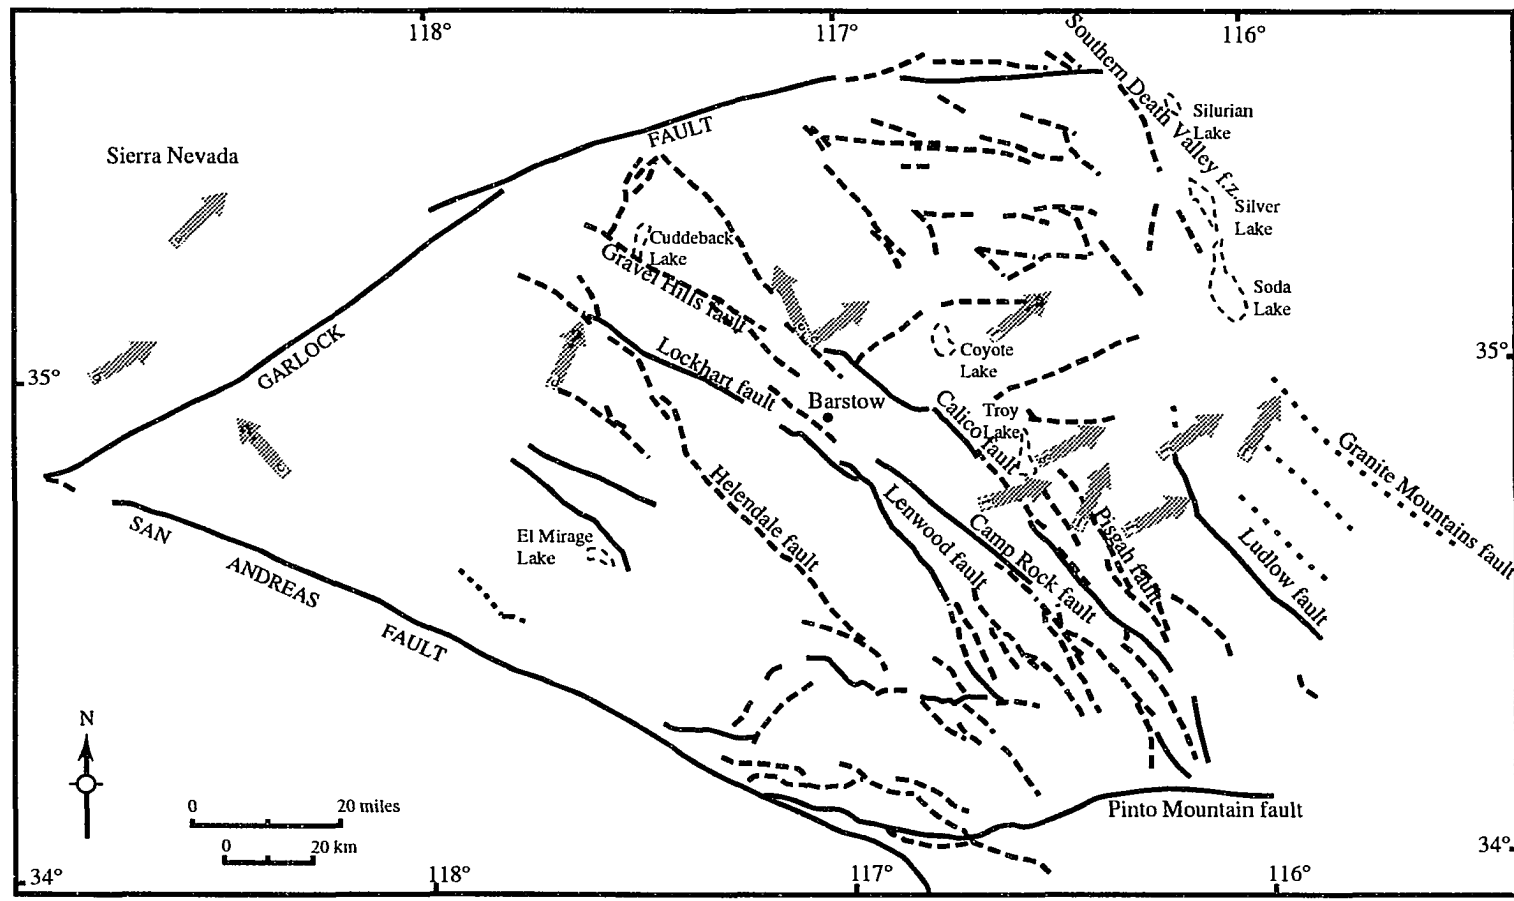 118°
117°
116°
Southern Death Valley f.z.
Silurian
Lake
FAULT
Sierra Nevada
Silver
Lake
Cuddeback
Lake
Gravel Hills fault
Soda
Lake
GARLOCK
Coyote
Lake
35°
35°
Lockhart fault
Barstow
Calico fault
Troy
Lake
Granite Mountains fault
Helendale fault
Lenwood fault
Camp Rock fault
Pisgah fault
Ludlow fault
SAN
ANDREAS
FAULT
El Mirage
Lake
N
0
20 miles
0
20 km
Pinto Mountain fault
34°
34°
118°
117°
116°